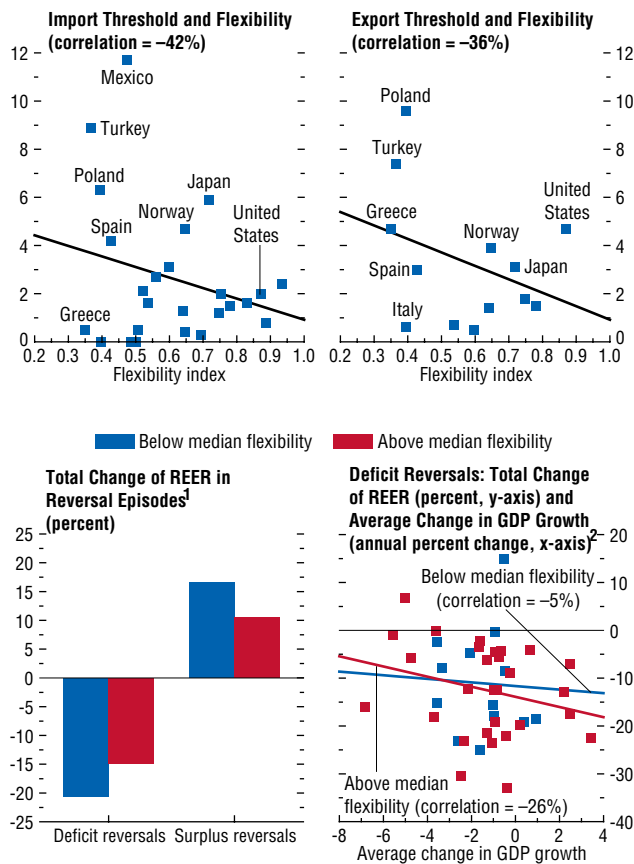 Import Threshold and Flexibility
(correlation = –42%)
12
10
8
6
4
2
0
Mexico
Turkey
Poland
Japan
Norway
United
States
Spain
Greece
0.2 0.3 0.4 0.5 0.6 0.7 0.8 0.9 1.0
Flexibility index
Export Threshold and Flexibility
(correlation = –36%)
12
10
8
6
4
2
0
Poland
Turkey
United
States
Greece
Norway
Spain
Japan
Italy
0.2 0.3 0.4 0.5 0.6 0.7 0.8 0.9 1.0
Flexibility index
Below median flexibility
Above median flexibility
Total Change of REER in
Reversal Episodes1
(percent)
25
20
15
10
5
0
-5
-10
-15
-20
-25
Deficit reversals
Surplus reversals
Deficit Reversals: Total Change
of REER (percent, y-axis) and
Average Change in GDP Growth
(annual percent change, x-axis)2
20
10
0
-10
-20
-30
-40
Below median flexibility
(correlation = –5%)
Above median
flexibility (correlation = –26%)
-8 -6 -4 -2 0 2 4
Average change in GDP growth